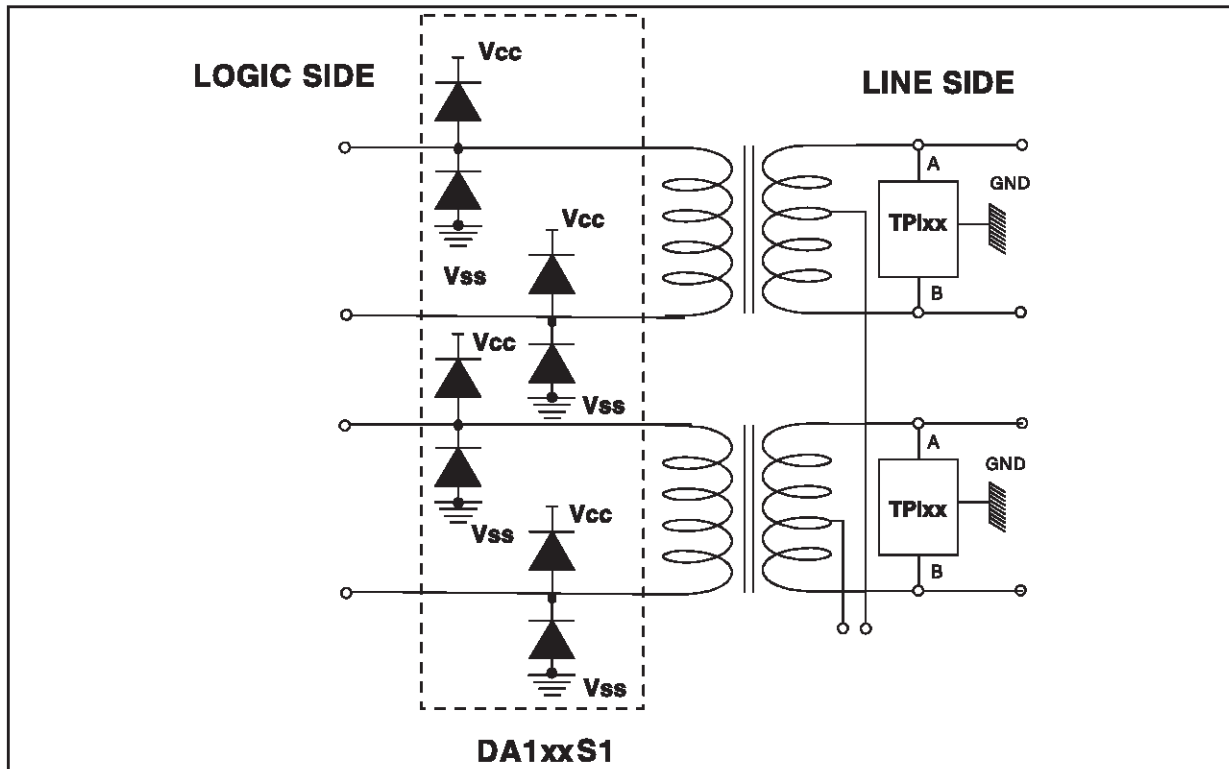 Vcc
LOGIC SIDE
LINE SIDE
A
GND
TPIxx
Vcc
Vss
B
Vcc
Vss
A
GND
Vcc
TPIxx
Vss
B
Vss
DA1xxS1